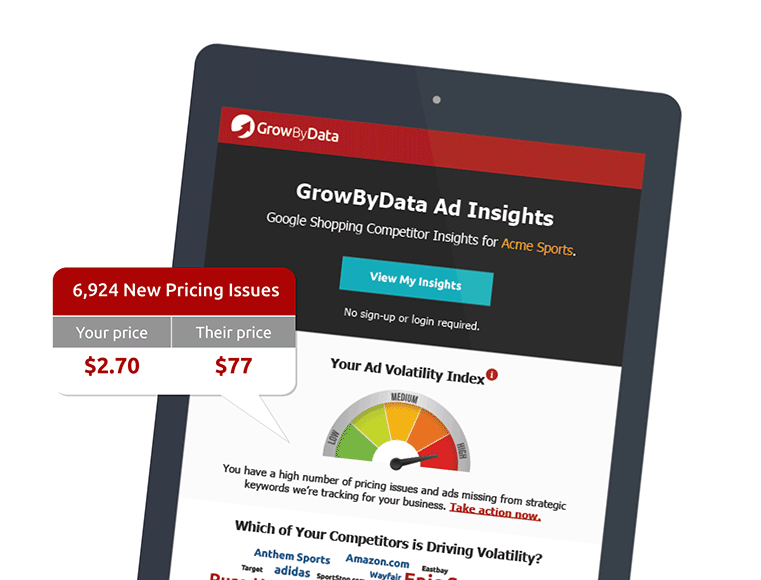 GrowByData
GrowByData Ad Insights
Google Shopping Competitor Insights for Acme Sports.
View My Insights
No sign-up or login required.
6,924 New Pricing Issues
Your price Their price
$2.70 $77
Your Ad Volatility Index i
LOW MEDIUM HIGH
You have a high number of pricing issues and ads missing from strategic
keywords we're tracking for your business. Take action now.
Which of Your Competitors is Driving Volatility?
Anthem Sports Amazon.com Eastbay
Target adidas Wayfair